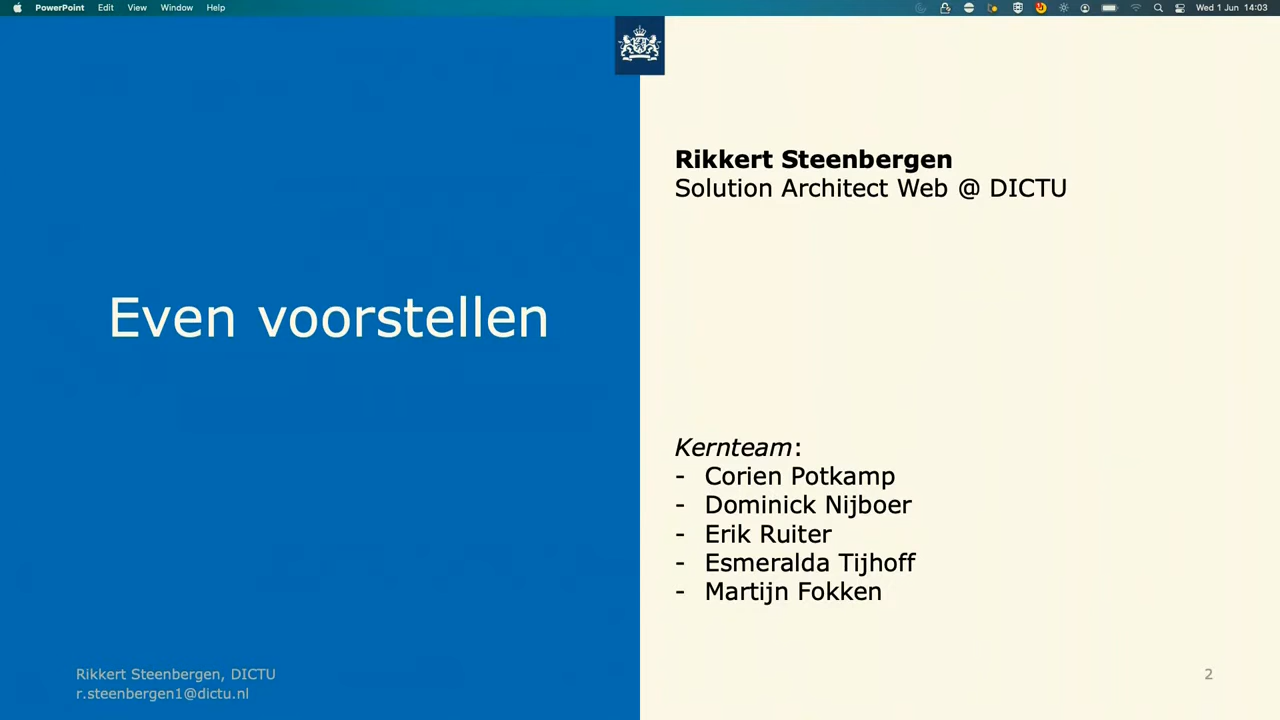 PowerPoint Edit View Window Help Wed 1 Jun 14:03
Rikkert Steenbergen
Solution Architect Web @ DICTU
Even voorstellen
Kernteam:
- Corien Potkamp
- Dominick Nijboer
- Erik Ruiter
- Esmeralda Tijhoff
- Martijn Fokken
Rikkert Steenbergen, DICTU
r.steenbergen1@dictu.nl
2